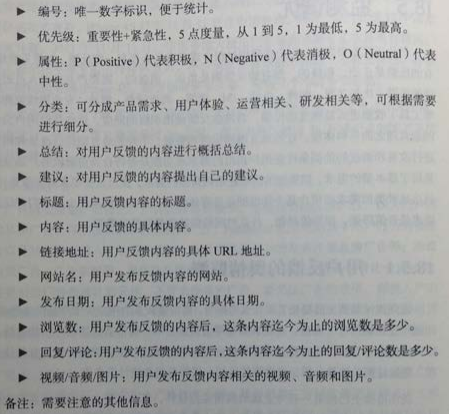 ▶ 编号：唯一数字标识，便于统计。
▶ 优先级：重要性+紧急性，5点度量，从1到5，1为最低，5为最高。
▶ 属性：P（Positive）代表积极，N（Negative）代表消极，O（Neutral）代表
中性。
▶ 分类：可分成产品需求、用户体验、运营相关、研发相关等，可根据需要
进行细分。
▶ 总结：对用户反馈的内容进行概括总结。
▶ 建议：对用户反馈的内容提出自己的建议。
▶ 标题：用户反馈内容的标题。
▶ 内容：用户反馈的具体内容。
▶ 链接地址：用户反馈内容的具体 URL 地址。
▶ 网站名：用户发布反馈内容的网站。
▶ 发布日期：用户发布反馈内容的具体日期。
▶ 浏览数：用户发布反馈的内容后，这条内容迄今为止的浏览数是多少。
▶ 回复/评论：用户发布反馈的内容后，这条内容迄今为止的回复/评论数是多少。
▶ 视频/音频/图片：用户发布反馈内容相关的视频、音频和图片。
备注：需要注意的其他信息。